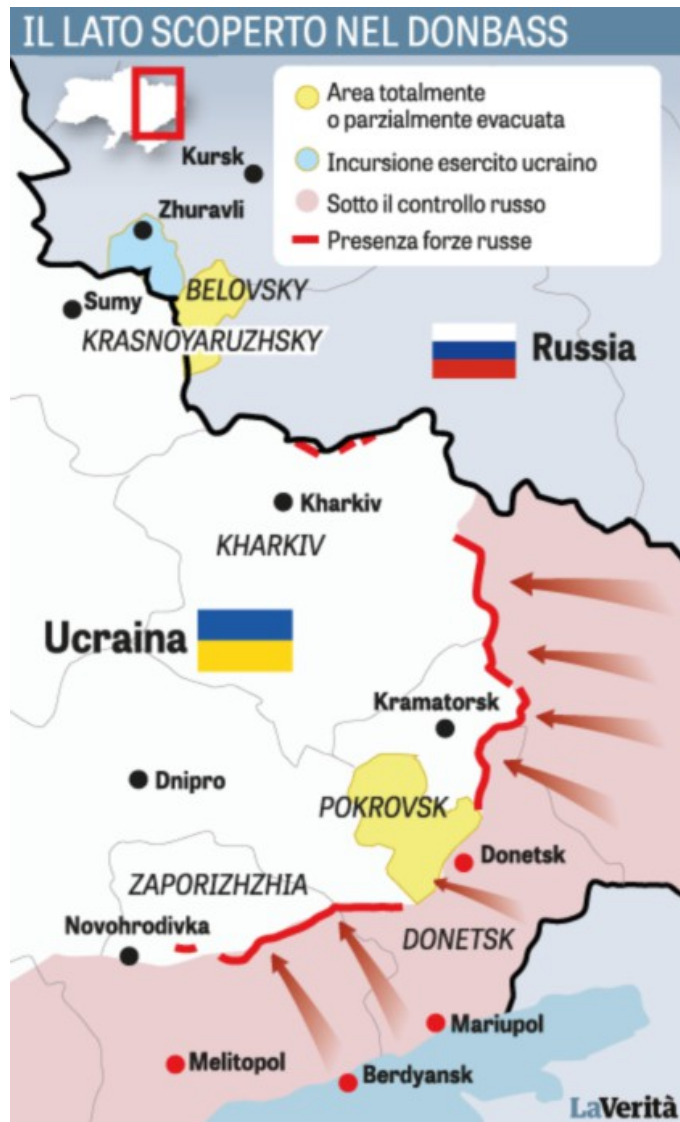 IL LATO SCOPERTO NEL DONBASS
Area totalmente
o parzialmente evacuata
Incursione esercito ucraino
Sotto il controllo russo
Presenza forze russe
Kursk
Zhuravli
BELOVSKY
Sumy
KRASNOYARUZHSKY
Russia
Kharkiv
KHARKIV
Ucraina
Kramatorsk
Dnipro
POKROVSK
Donetsk
ZAPORIZHZHIA
Novohrodivka
DONETSK
Mariupol
Melitopol
Berdyansk
LaVerità